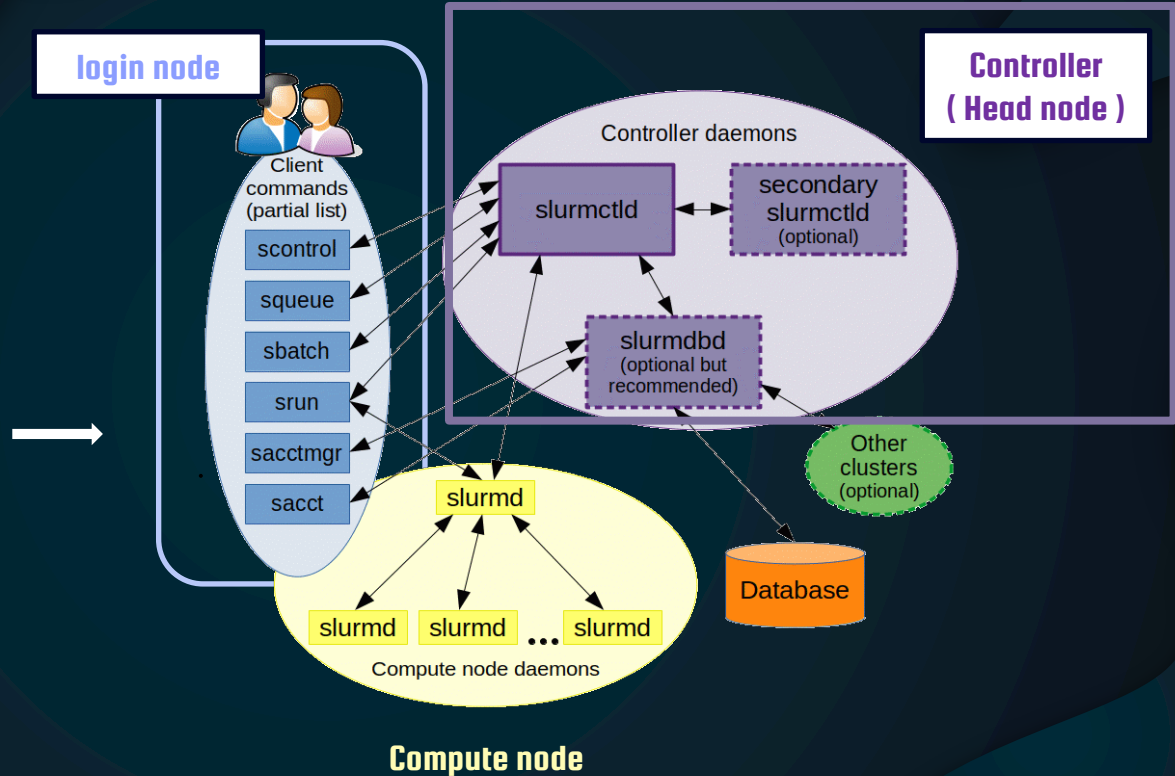 login node
Controller
( Head node )
Client
commands
(partial list)
scontrol
squeue
sbatch
srun
sacctmgr
sacct
Controller daemons
slurmctld
secondary
slurmctld
(optional)
slurmdbd
(optional but
recommended)
Other
clusters
(optional)
Database
slurmd
slurmd
slurmd
...
slurmd
Compute node daemons
Compute node